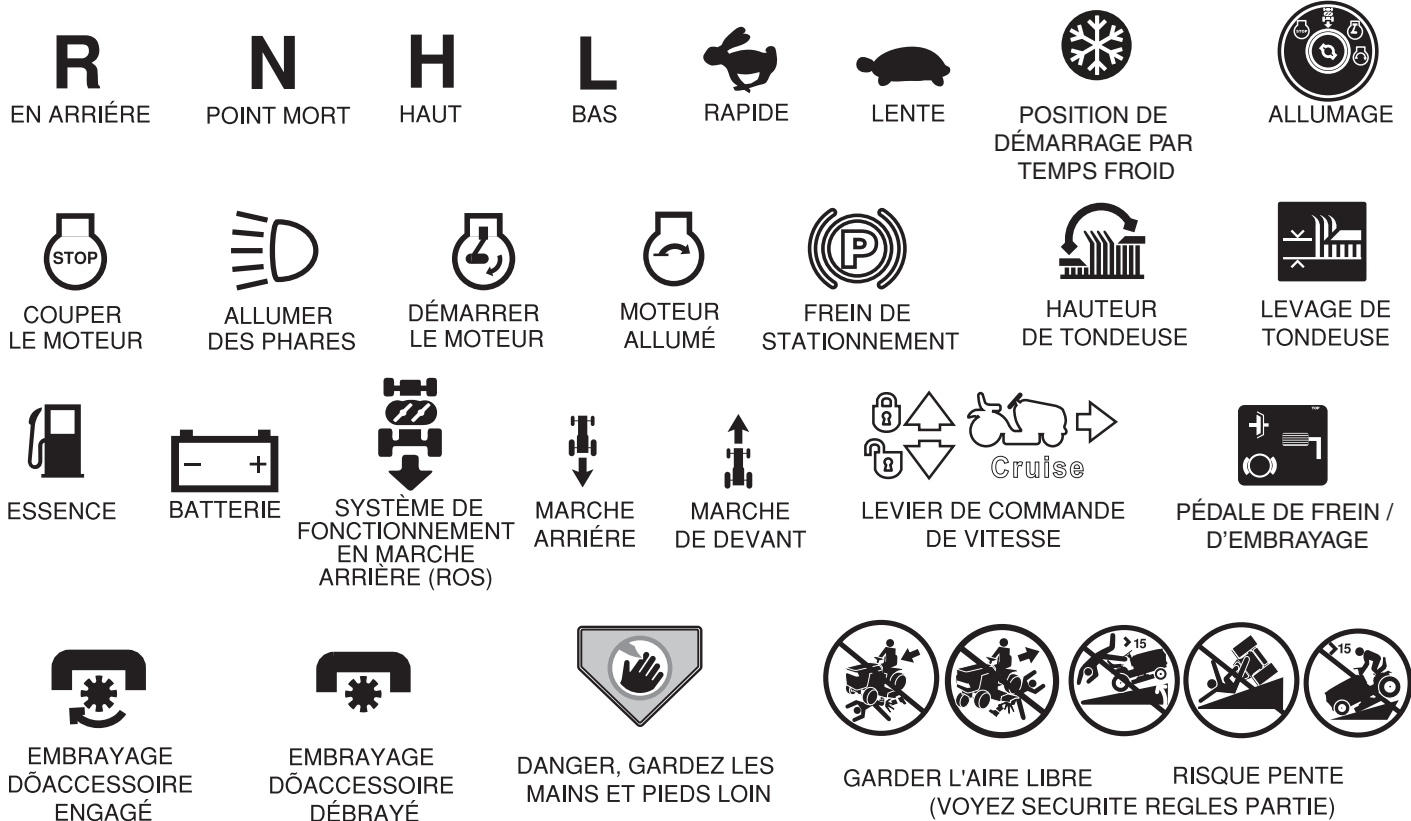 R
N
H
L
EN ARRIÉRE
POINT MORT
HAUT
BAS
RAPIDE
LENTE
POSITION DE
DÉMARRAGE PAR
TEMPS FROID
STOP
ALLUMAGE
STOP
COUPER
LE MOTEUR
ALLUMER
DES PHARES
DÉMARRER
LE MOTEUR
MOTEUR
ALLUMÉ
P
FREIN DE
STATIONNEMENT
HAUTEUR
DE TONDEUSE
LEVAGE DE
TONDEUSE
ESSENCE
- +
BATTERIE
SYSTÈME DE
FONCTIONNEMENT
EN MARCHE
ARRIÈRE (ROS)
MARCHE
ARRIÉRE
MARCHE
DE DEVANT
Cruise
LEVIER DE COMMANDE
DE VITESSE
TOP
PÉDALE DE FREIN /
D'EMBRAYAGE
EMBRAYAGE
DÕACCESSOIRE
ENGAGÉ
EMBRAYAGE
DÕACCESSOIRE
DÉBRAYÉ
DANGER, GARDEZ LES
MAINS ET PIEDS LOIN
>15
>15
GARDER L'AIRE LIBRE
RISQUE PENTE
(VOYEZ SECURITE REGLES PARTIE)